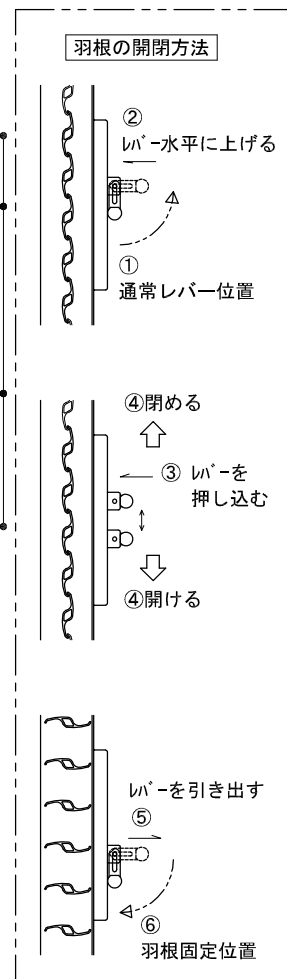 羽根の開閉方法
②
ﾚﾊﾞｰ水平に上げる
①
通常レバー位置
④閉める
③ ﾚﾊﾞｰを
押し込む
④開ける
ﾚﾊﾞｰを引き出す
⑤
⑥
羽根固定位置